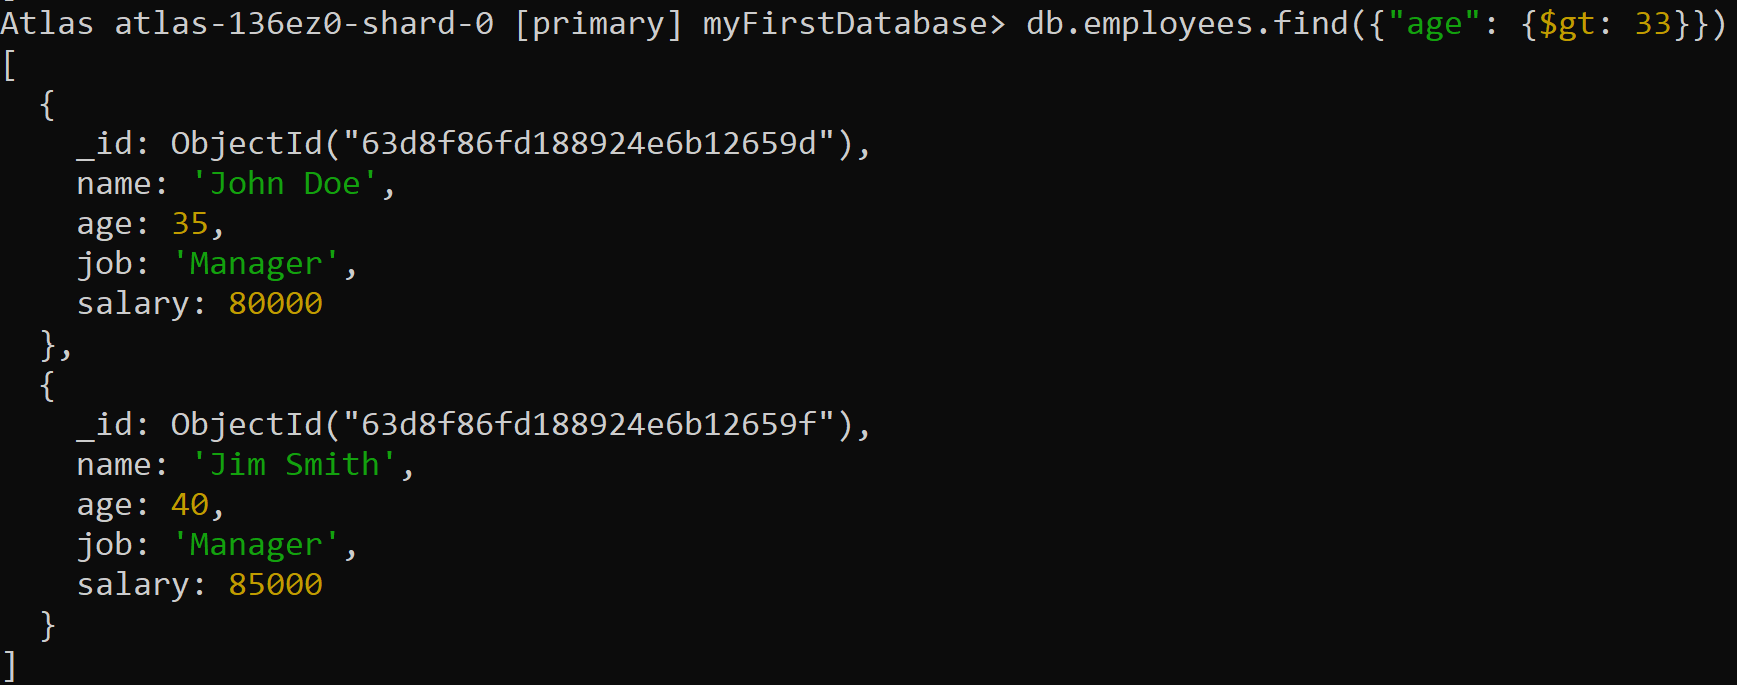 Atlas atlas-136ez0-shard-0 [primary] myFirstDatabase> db.employees.find({"age": {$gt: 33}})
[
  {
    _id: ObjectId("63d8f86fd188924e6b12659d"),
    name: 'John Doe',
    age: 35,
    job: 'Manager',
    salary: 80000
  },
  {
    _id: ObjectId("63d8f86fd188924e6b12659f"),
    name: 'Jim Smith',
    age: 40,
    job: 'Manager',
    salary: 85000
  }
]